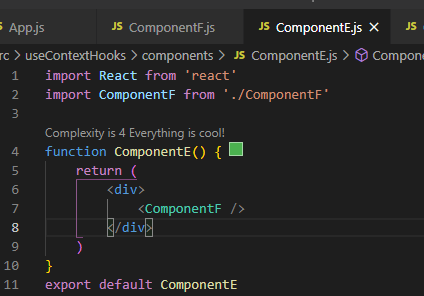 App.js JS ComponentF.js JS ComponentE.js × JS
rc > useContextHooks > components > JS ComponentE.js > Compone
1 import React from 'react'
2 import ComponentF from './ComponentF'
3
Complexity is 4 Everything is cool!
4 function ComponentE() {
5 return (
6 <div>
7 <ComponentF />
8 </div>
9 )
10 }
11 export default ComponentE